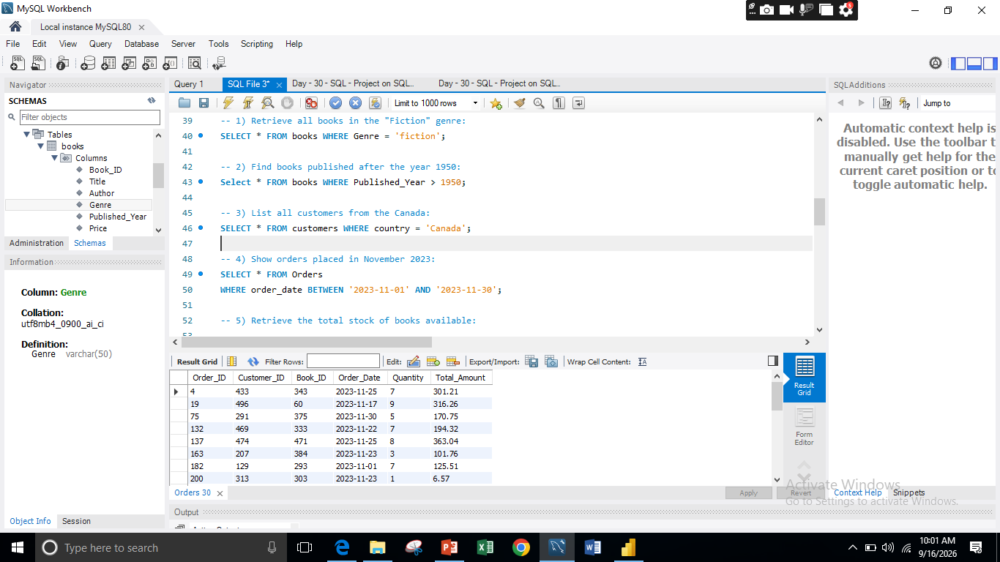 MySQL Workbench
5
Local instance MySQL80
File Edit View Query Database Server Tools Scripting Help
Navigator
SCHEMAS
Filter objects
Tables
books
Columns
Book_ID
Title
Author
Genre
Published_Year
Price
Administration Schemas
Information
Column: Genre
Collation:
utf8mb4_0900_ai_ci
Definition:
Genre varchar(50)
Object Info Session
Query 1 SQL File 3* Day - 30 - SQL - Project on SQL... Day - 30 - SQL - Project on SQL...
Limit to 1000 rows
39 -- 1) Retrieve all books in the "Fiction" genre:
40 SELECT * FROM books WHERE Genre = 'fiction';
41
42 -- 2) Find books published after the year 1950:
43 Select * FROM books WHERE Published_Year > 1950;
44
45 -- 3) List all customers from the Canada:
46 SELECT * FROM customers WHERE country = 'Canada';
47
48 -- 4) Show orders placed in November 2023:
49 SELECT * FROM Orders
50 WHERE order_date BETWEEN '2023-11-01' AND '2023-11-30';
51
52 -- 5) Retrieve the total stock of books available:
Result Grid Filter Rows: Edit: Export/Import: Wrap Cell Content:
Order_ID Customer_ID Book_ID Order_Date Quantity Total_Amount
4 433 343 2023-11-25 7 301.21
19 496 60 2023-11-17 9 316.26
75 291 375 2023-11-30 5 170.75
132 469 333 2023-11-22 7 194.32
137 474 471 2023-11-25 8 363.04
163 207 384 2023-11-23 3 101.76
182 129 293 2023-11-01 7 125.51
200 313 303 2023-11-23 1 6.57
Result
Grid
Form
Editor
Orders 30
Apply Revert
Output
SQLAdditions
Jump to
Automatic context help is
disabled. Use the toolbar t
manually get help for the
current caret position or to
toggle automatic help.
Context Help Snippets
Activate Windows
Go to Settings to activate Windows.
Type here to search
10:01 AM
9/16/2026